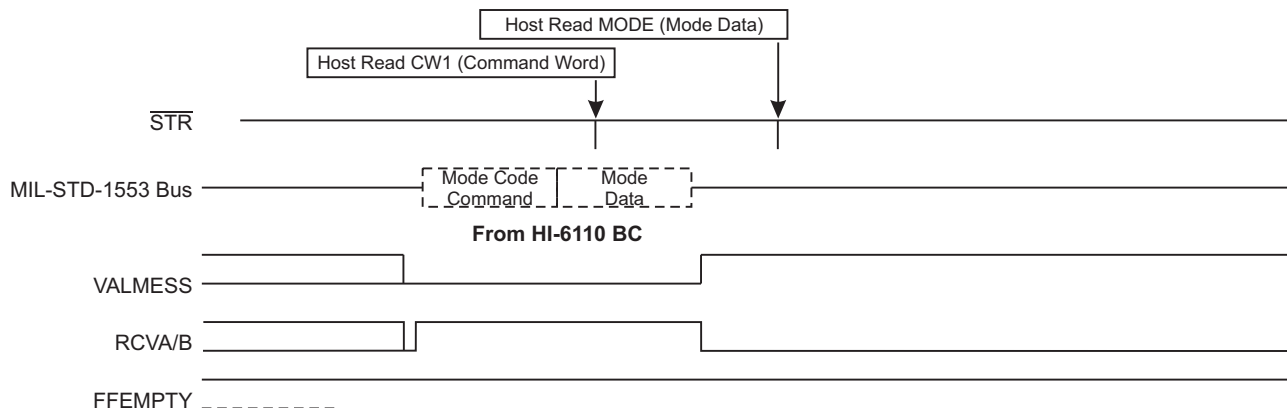 Host Read MODE (Mode Data)
Host Read CW1 (Command Word)
STR
MIL-STD-1553 Bus
Mode Code
Command
Mode
Data
From HI-6110 BC
VALMESS
RCVA/B
FFEMPTY